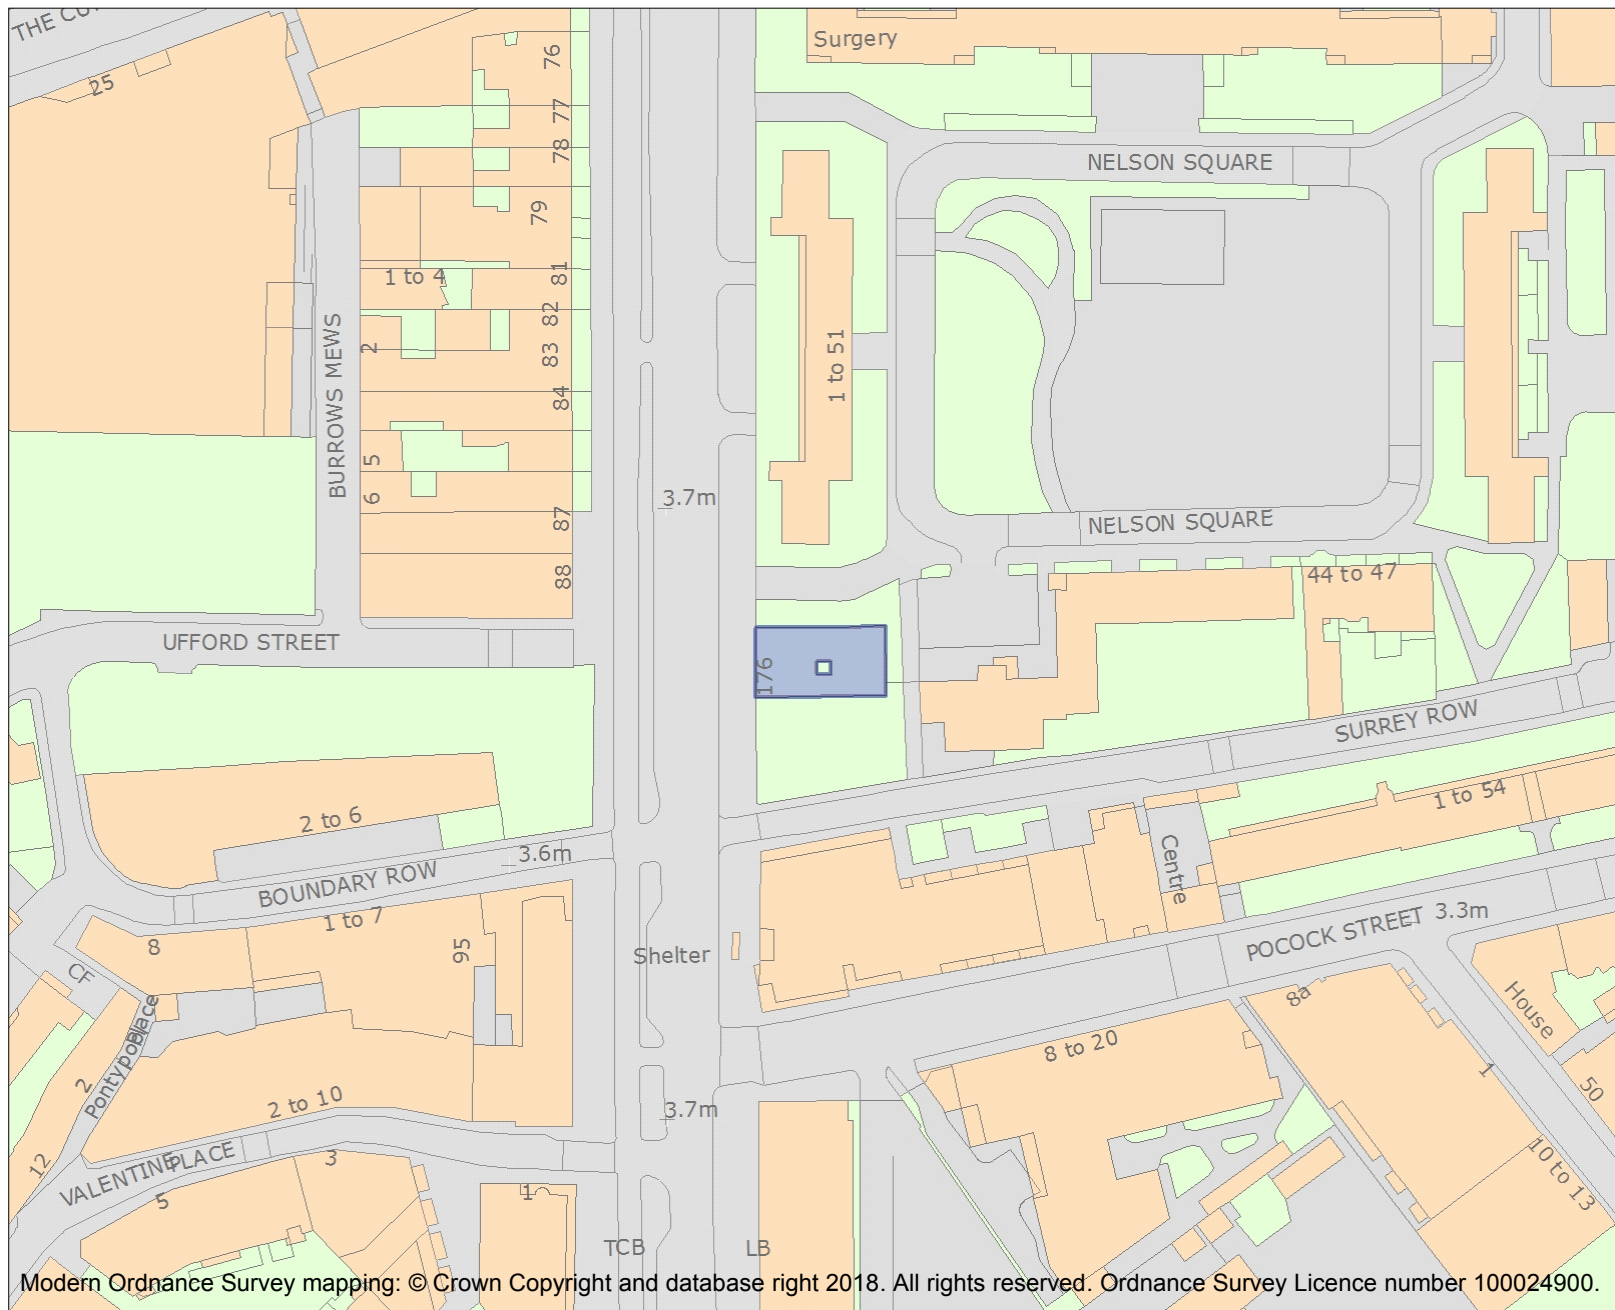 THE CU
25
Surgery
76
77
78
79
1 to 4
81
82
83
84
2
5
6
87
88
BURROWS MEWS
NELSON SQUARE
1 to 51
3.7m
NELSON SQUARE
44 to 47
UFFORD STREET
176
SURREY ROW
2 to 6
3.6m
BOUNDARY ROW
1 to 54
Centre
1 to 7
8
95
Shelter
POCOCK STREET
3.3m
CF
Pontypool place
2
8a
House
8 to 20
1
50
2 to 10
3.7m
12
VALENTINE PLACE
3
5
1
10 to 13
TCB
LB
Modern Ordnance Survey mapping: © Crown Copyright and database right 2018. All rights reserved. Ordnance Survey Licence number 100024900.